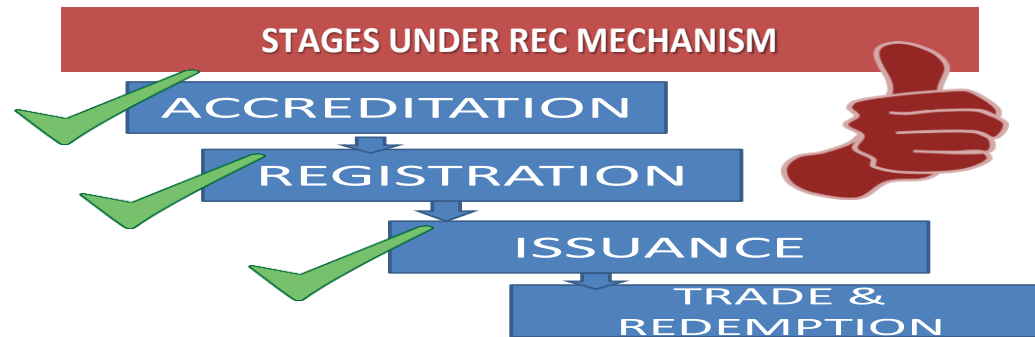 STAGES UNDER REC MECHANISM
ACCREDITATION
REGISTRATION
ISSUANCE
TRADE &
REDEMPTION